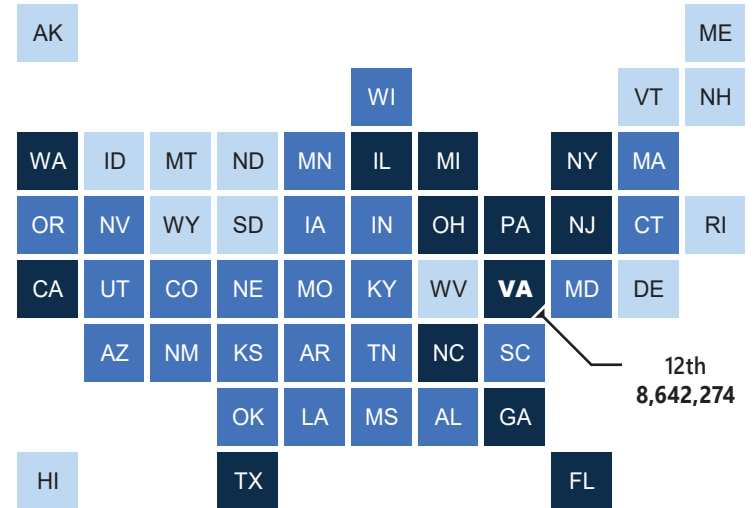 AK ME
WI VT NH
WA ID MT ND MN IL MI NY MA
OR NV WY SD IA IN OH PA NJ CT RI
CA UT CO NE MO KY WV VA MD DE
AZ NM KS AR TN NC SC
12th
8,642,274
OK LA MS AL GA
HI TX FL